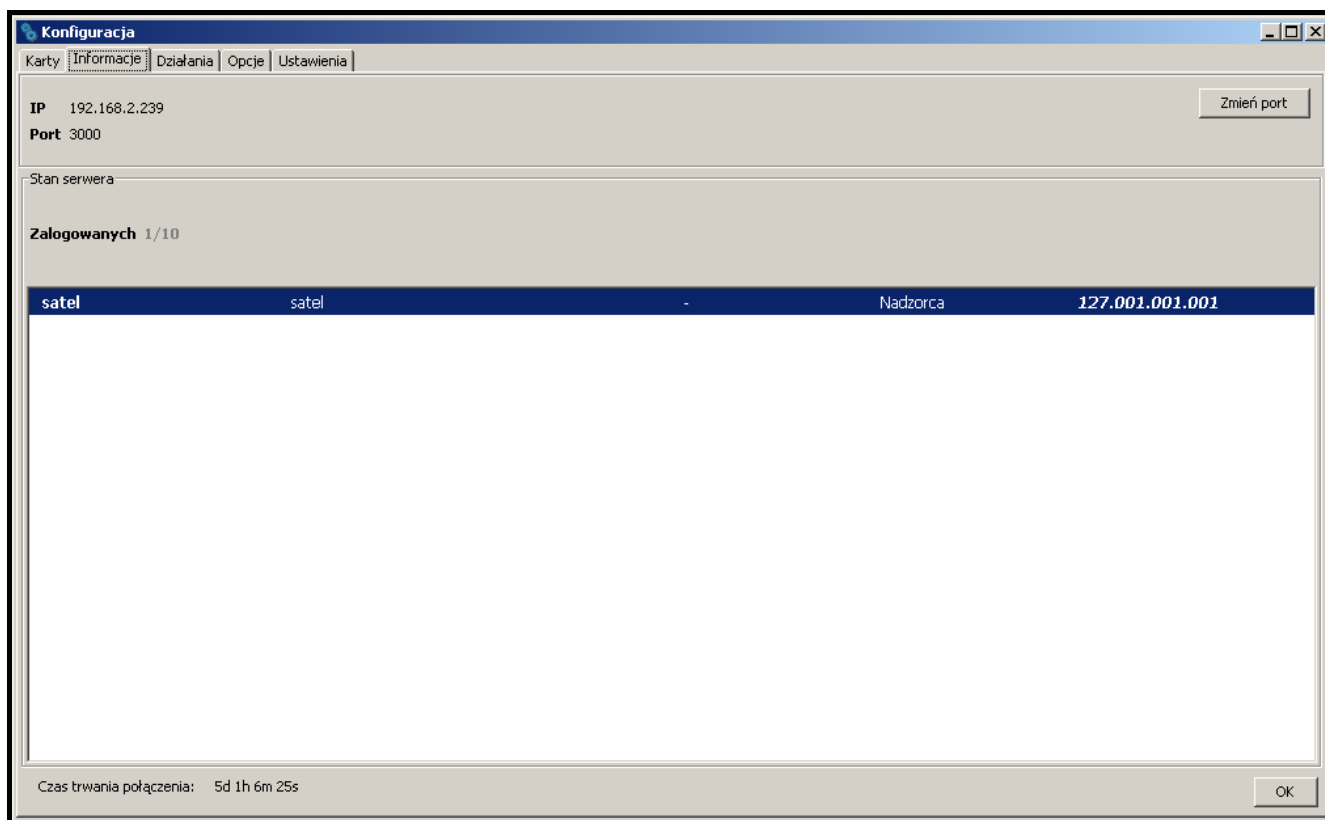 Konfiguracja
Karty Informacje Działania Opcje Ustawienia
IP 192.168.2.239 Zmień port
Port 3000
Stan serwera
Zalogowanych 1/10
satel satel - Nadzorca 127.001.001.001
Czas trwania połączenia: 5d 1h 6m 25s
OK